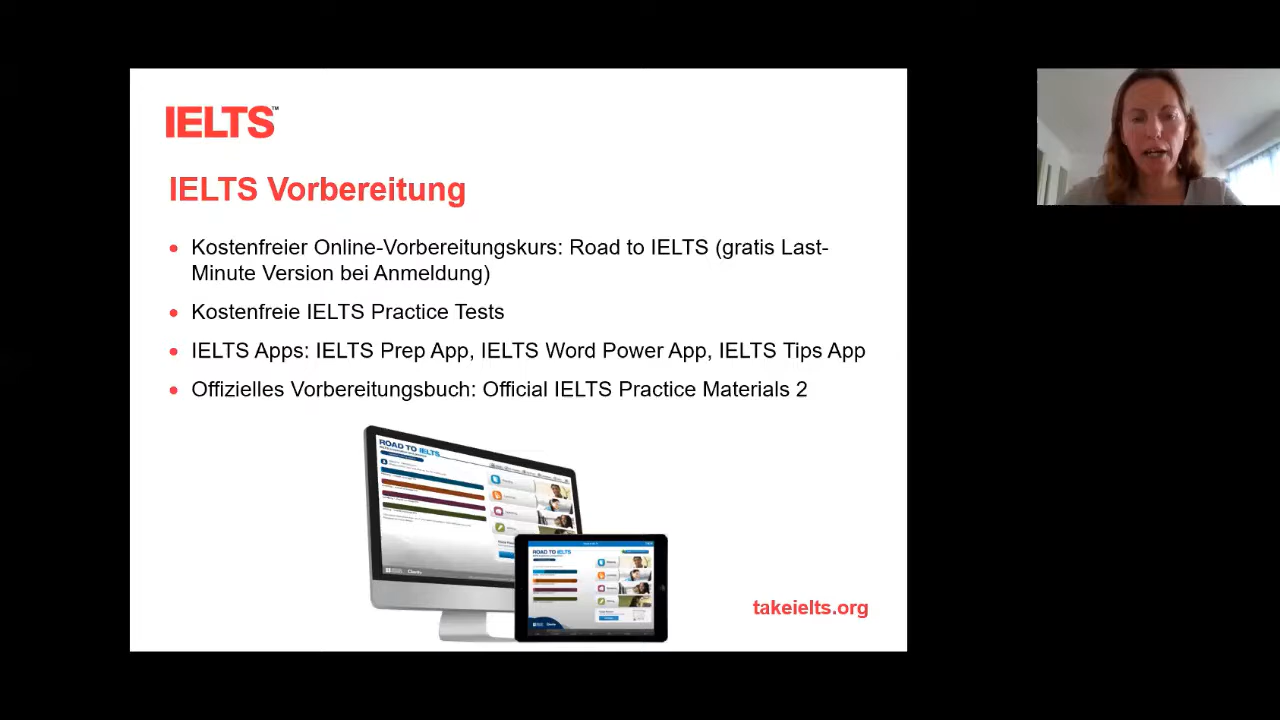 IELTS™
IELTS Vorbereitung
• Kostenfreier Online-Vorbereitungskurs: Road to IELTS (gratis Last-
Minute Version bei Anmeldung)
• Kostenfreie IELTS Practice Tests
• IELTS Apps: IELTS Prep App, IELTS Word Power App, IELTS Tips App
• Offizielles Vorbereitungsbuch: Official IELTS Practice Materials 2
ROAD TO IELTS
ROAD TO IELTS
takeielts.org